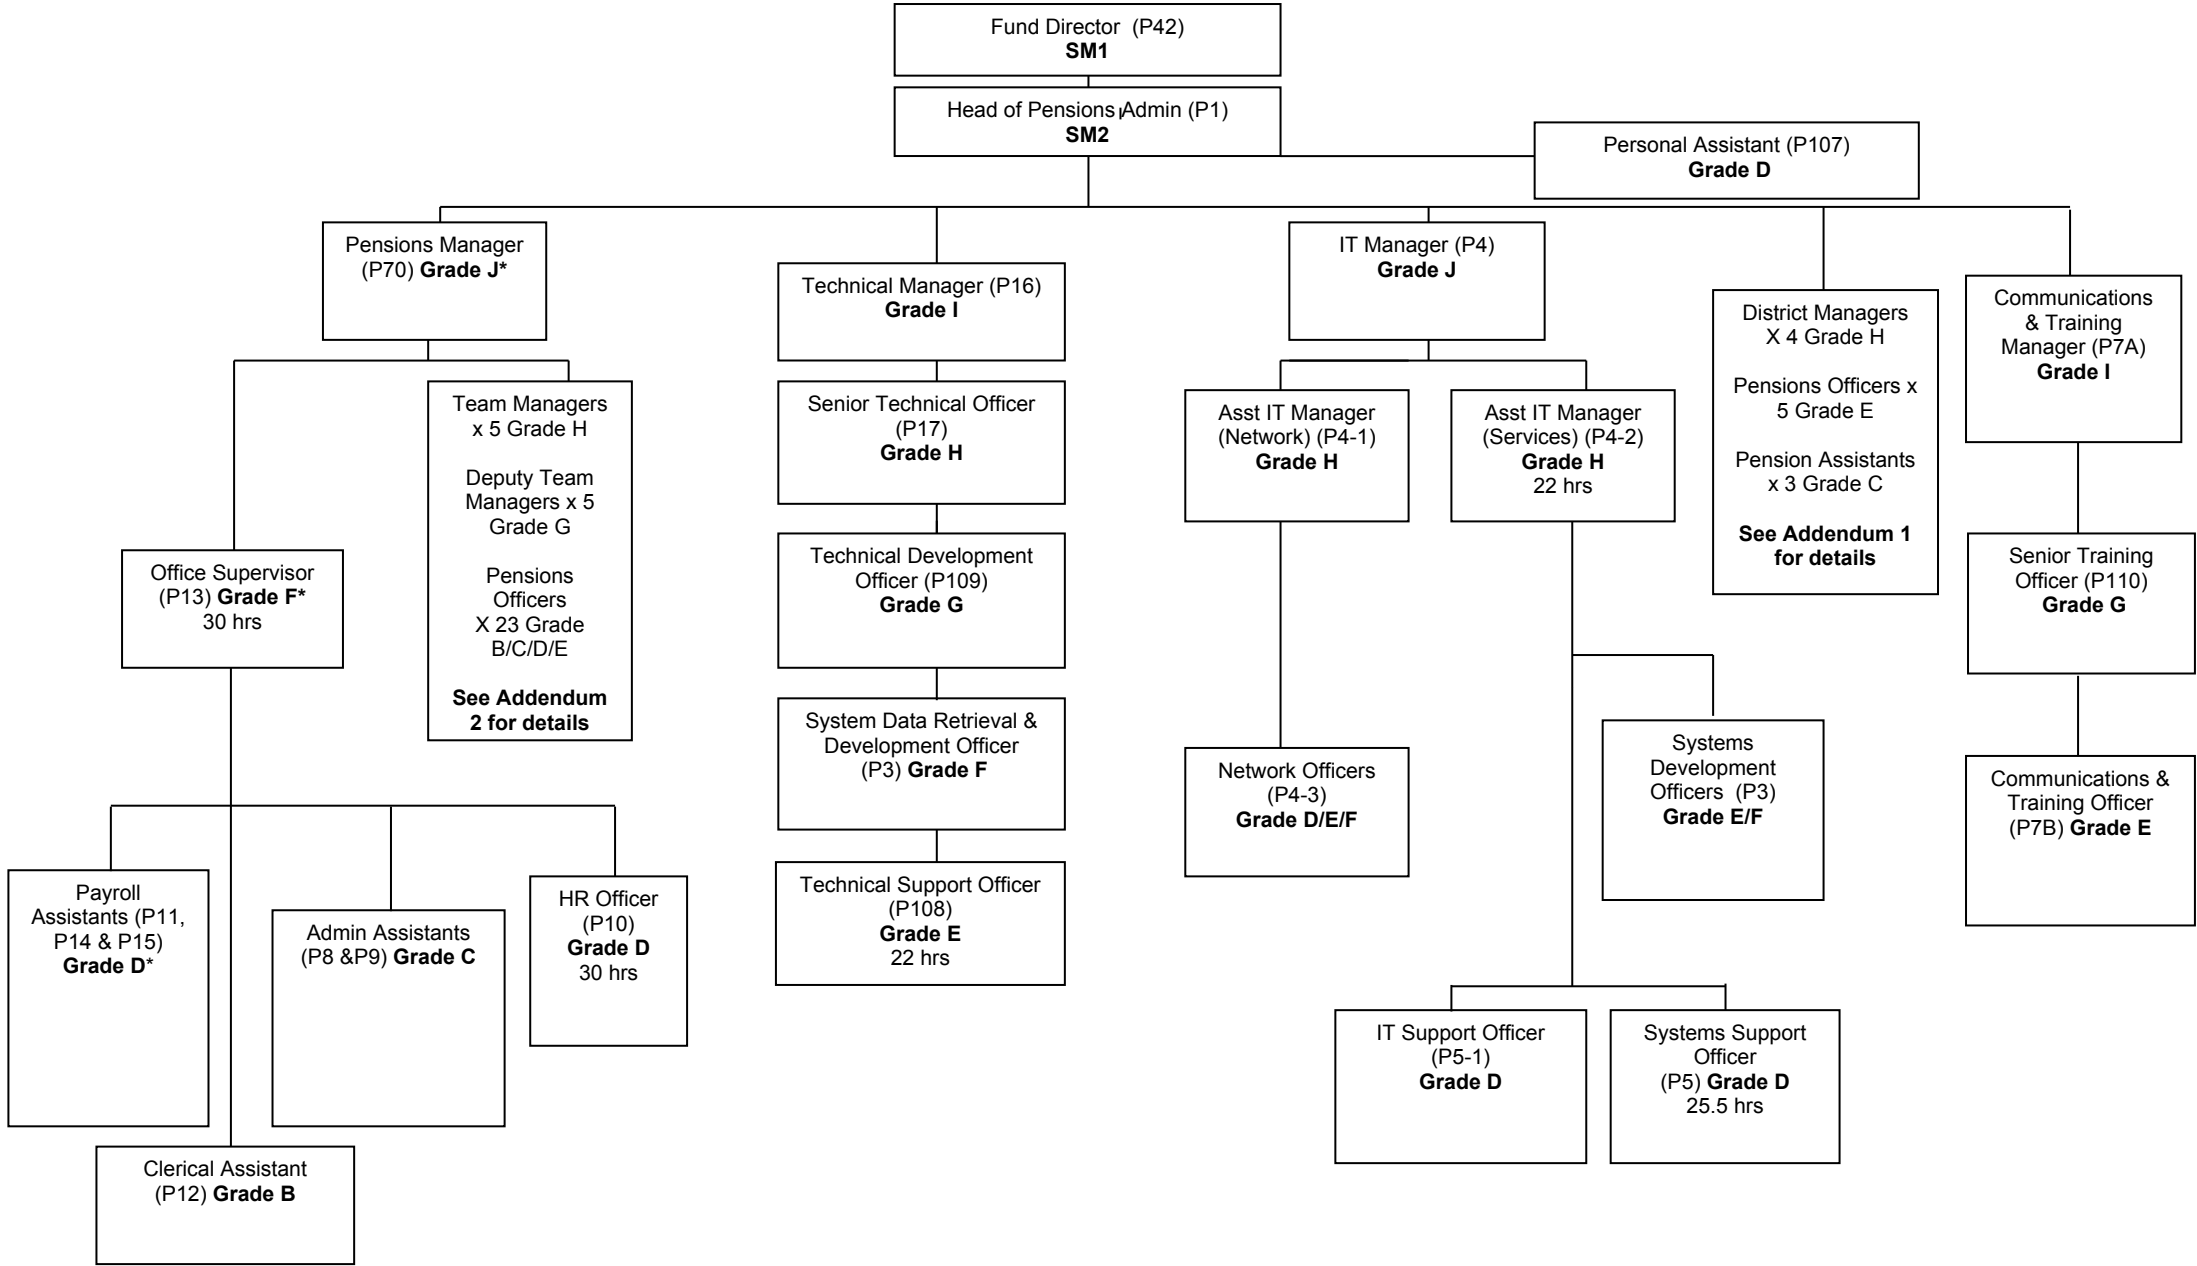 Fund Director  (P42)
SM1
Head of Pensions Admin (P1)
SM2
Personal Assistant (P107)
Grade D
Pensions Manager
(P70) Grade J*
Technical Manager (P16)
Grade I
IT Manager (P4)
Grade J
District Managers
X 4 Grade H
Pensions Officers x
5 Grade E
Pension Assistants
x 3 Grade C
See Addendum 1
for details
Communications
& Training
Manager (P7A)
Grade I
Team Managers
x 5 Grade H
Deputy Team
Managers x 5
Grade G
Pensions
Officers
X 23 Grade
B/C/D/E
See Addendum
2 for details
Senior Technical Officer
(P17)
Grade H
Asst IT Manager
(Network) (P4-1)
Grade H
Asst IT Manager
(Services) (P4-2)
Grade H
22 hrs
Office Supervisor
(P13) Grade F*
30 hrs
Technical Development
Officer (P109)
Grade G
Senior Training
Officer (P110)
Grade G
System Data Retrieval &
Development Officer
(P3) Grade F
Network Officers
(P4-3)
Grade D/E/F
Systems
Development
Officers  (P3)
Grade E/F
Communications &
Training Officer
(P7B) Grade E
Payroll
Assistants (P11,
P14 & P15)
Grade D*
Admin Assistants
(P8 &P9) Grade C
HR Officer
(P10)
Grade D
30 hrs
Technical Support Officer
(P108)
Grade E
22 hrs
IT Support Officer
(P5-1)
Grade D
Systems Support
Officer
(P5) Grade D
25.5 hrs
Clerical Assistant
(P12) Grade B